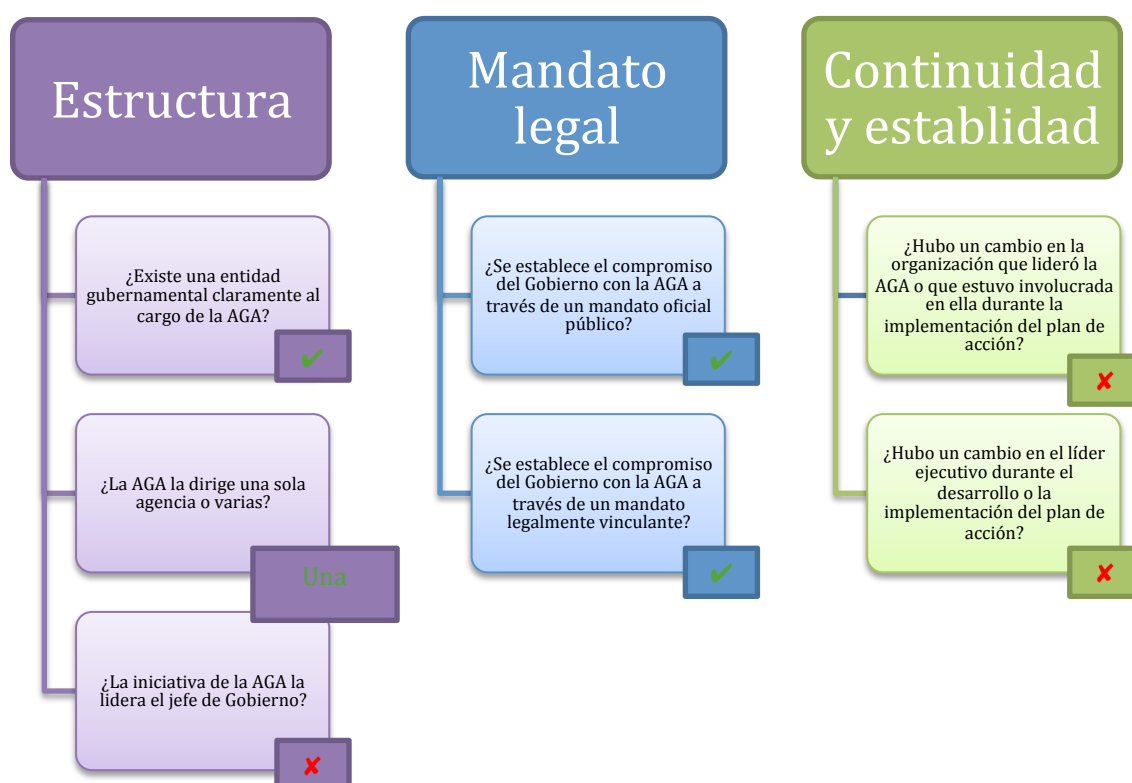 Estructura
¿Existe una entidad
gubernamental claramente al
cargo de la AGA?
✔
¿La AGA la dirige una sola
agencia o varias?
Una
¿La iniciativa de la AGA la
lidera el jefe de Gobierno?
✘
Mandato
legal
¿Se establece el compromiso
del Gobierno con la AGA a
través de un mandato oficial
público?
✔
¿Se establece el compromiso
del Gobierno con la AGA a
través de un mandato
legalmente vinculante?
✔
Continuidad
y establidad
¿Hubo un cambio en la
organización que lideró la
AGA o que estuvo involucrada
en ella durante la
implementación del plan de
acción?
✘
¿Hubo un cambio en el líder
ejecutivo durante el
desarrollo o la
implementación del plan de
acción?
✘